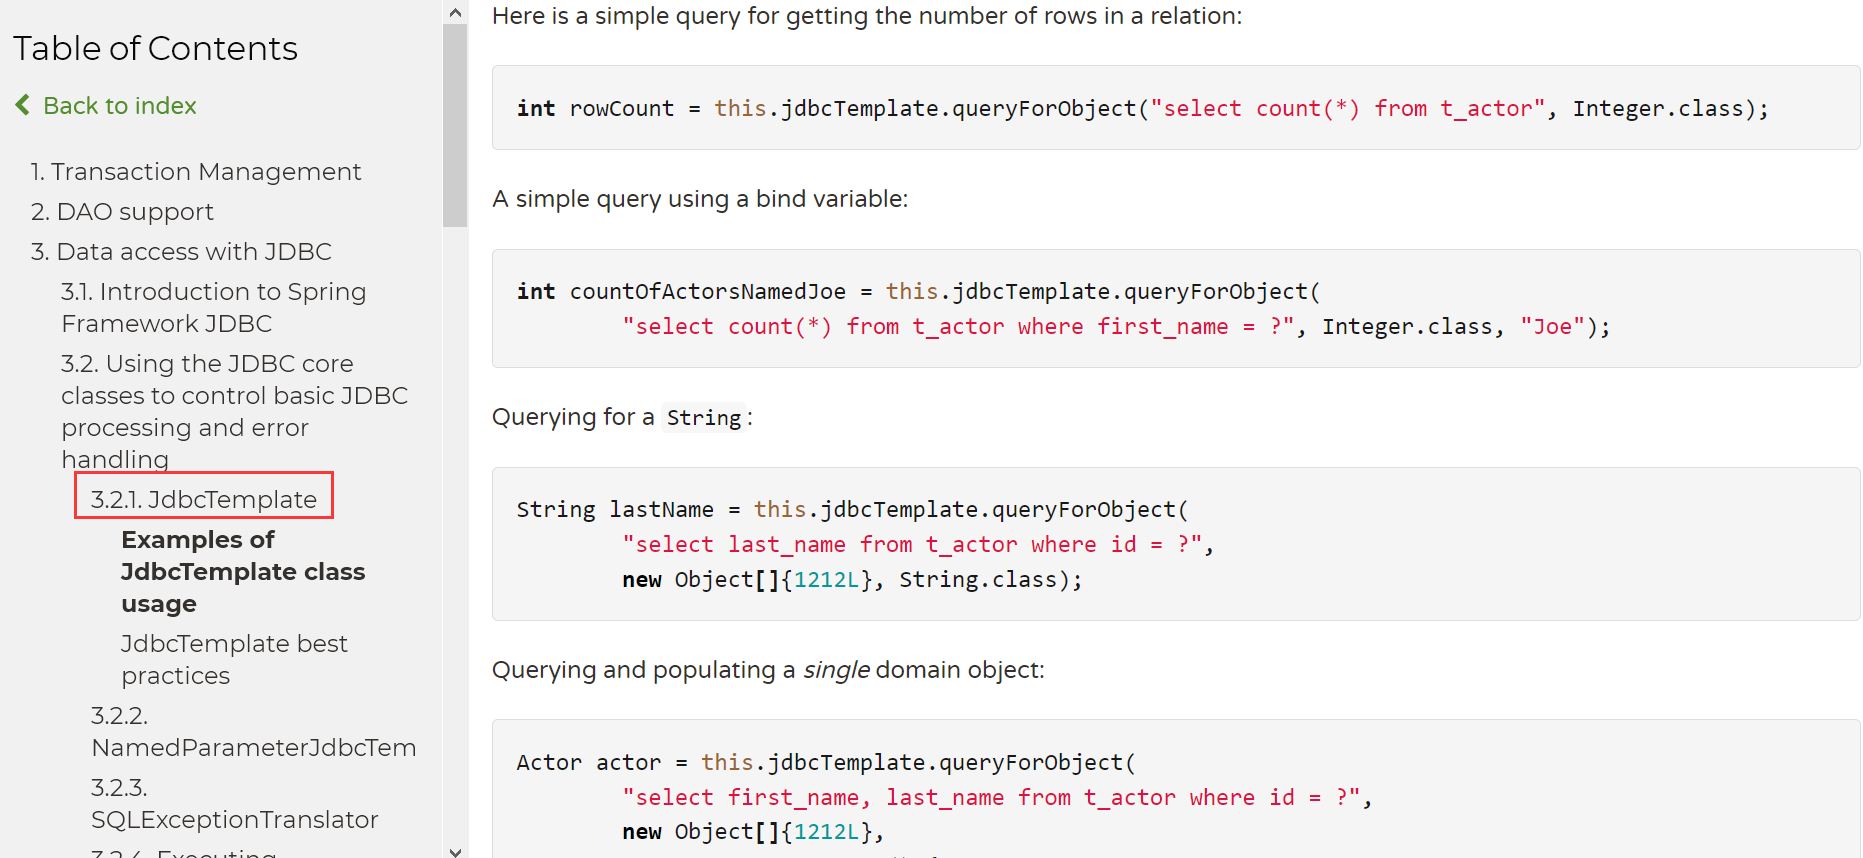 Table of Contents
Back to index
1. Transaction Management
2. DAO support
3. Data access with JDBC
3.1. Introduction to Spring
Framework JDBC
3.2. Using the JDBC core
classes to control basic JDBC
processing and error
handling
3.2.1. JdbcTemplate
Examples of
JdbcTemplate class
usage
JdbcTemplate best
practices
3.2.2.
NamedParameterJdbcTem
3.2.3.
SQLExceptionTranslator
3.2.4. Executing
Here is a simple query for getting the number of rows in a relation:
int rowCount = this.jdbcTemplate.queryForObject("select count(*) from t_actor", Integer.class);
A simple query using a bind variable:
int countOfActorsNamedJoe = this.jdbcTemplate.queryForObject(
"select count(*) from t_actor where first_name = ?", Integer.class, "Joe");
Querying for a String:
String lastName = this.jdbcTemplate.queryForObject(
"select last_name from t_actor where id = ?",
new Object[]{1212L}, String.class);
Querying and populating a single domain object:
Actor actor = this.jdbcTemplate.queryForObject(
"select first_name, last_name from t_actor where id = ?",
new Object[]{1212L},